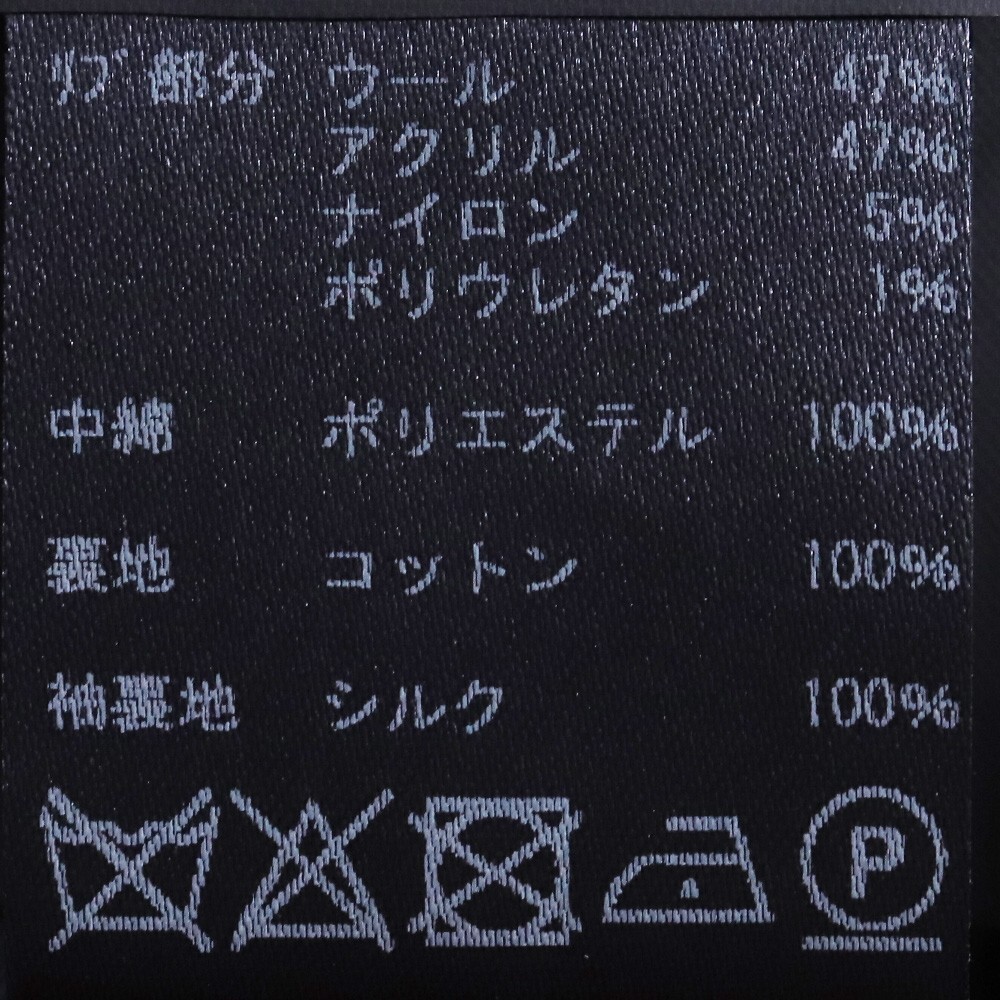 ﾘﾌﾞ部分 ウール 47%
アクリル 47%
ナイロン 5%
ポリウレタン 1%
中綿 ポリエステル 100%
裏地 コットン 100%
袖裏地 シルク 100%
P